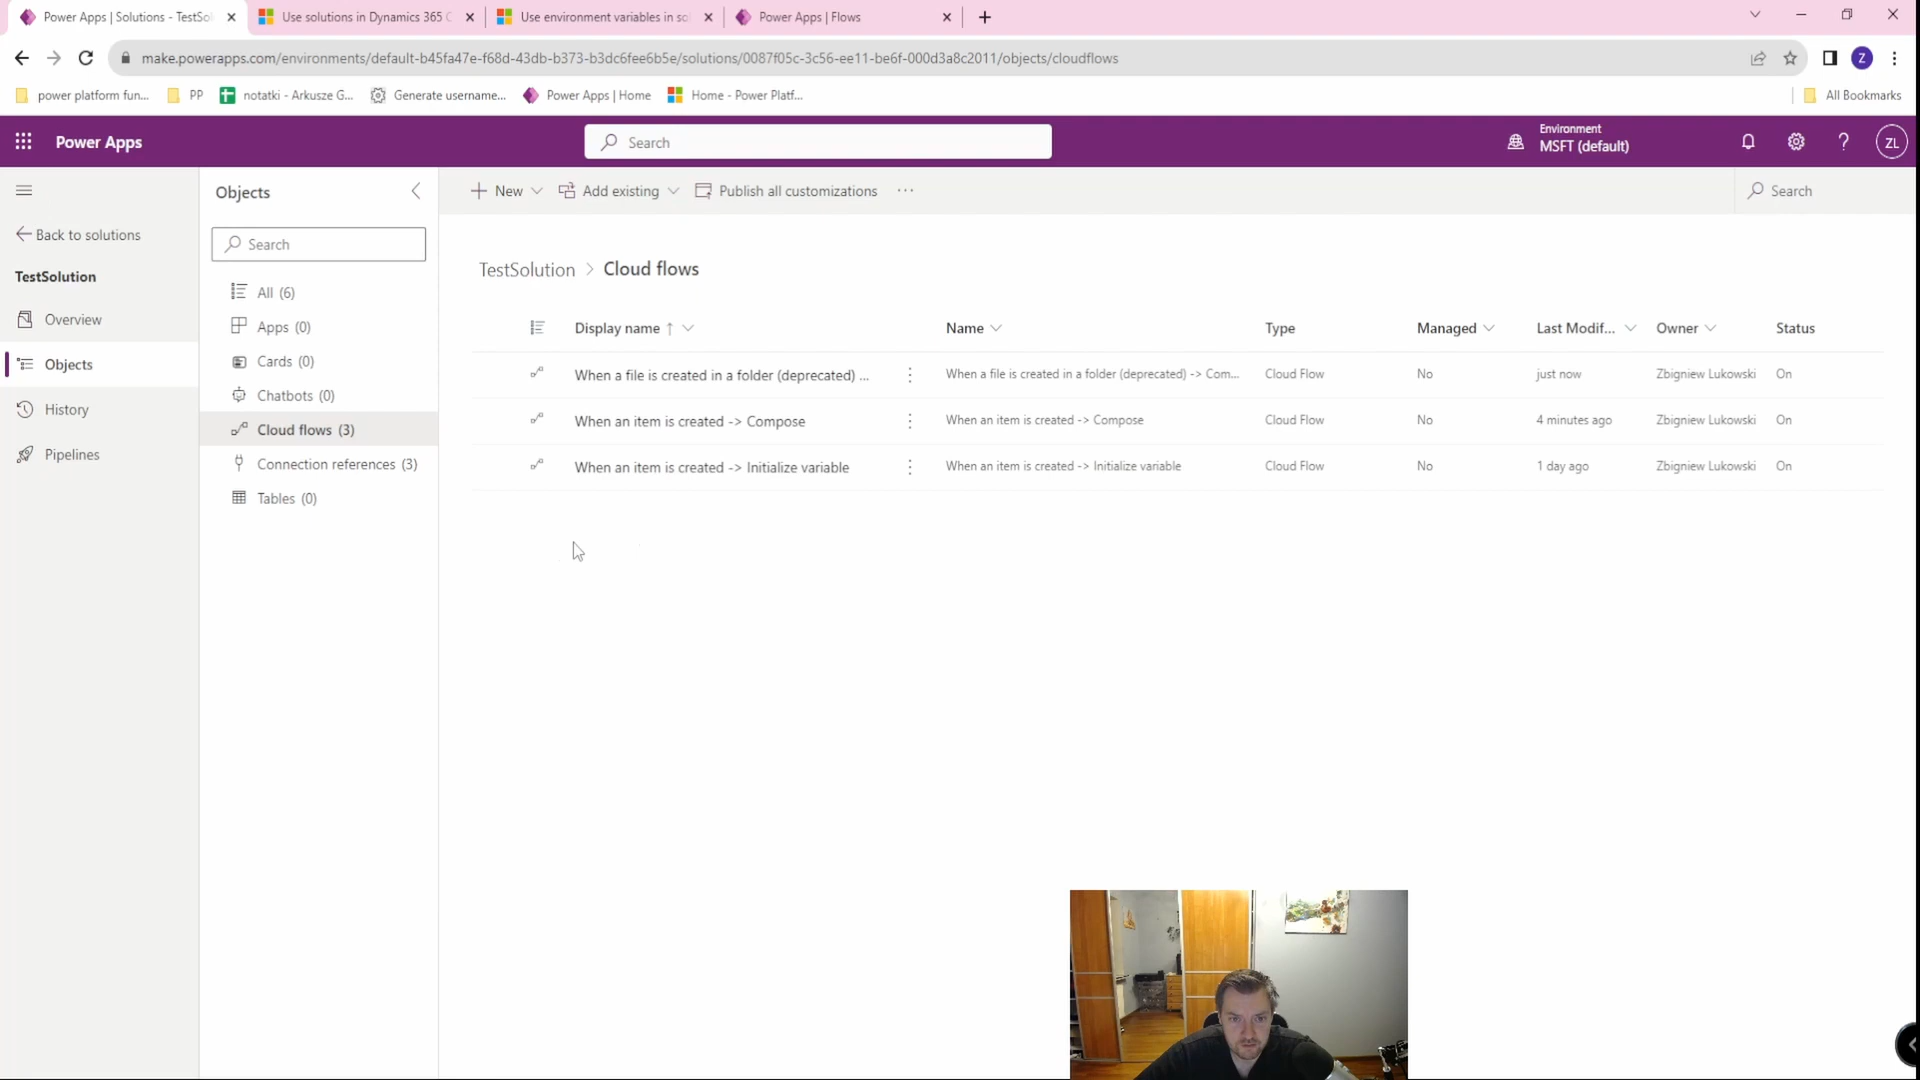 Power Apps | Solutions - TestSol
Use solutions in Dynamics 365 C
Use environment variables in so
Power Apps | Flows
make.powerapps.com/environments/default-b45fa47e-f68d-43db-b373-b3dc6fee6b5e/solutions/0087f05c-3c56-ee11-be6f-000d3a8c2011/objects/cloudflows
Z
power platform fun...
PP
notatki - Arkusze G...
Generate username...
Power Apps | Home
Home - Power Platf...
All Bookmarks
Power Apps
Search
Environment
MSFT (default)
ZL
Objects
New
Add existing
Publish all customizations
Search
Back to solutions
Search
TestSolution
TestSolution > Cloud flows
All (6)
Overview
Apps (0)
Display name
Name
Type
Managed
Last Modif...
Owner
Status
Objects
Cards (0)
When a file is created in a folder (deprecated) ...
When a file is created in a folder (deprecated) -> Com...
Cloud Flow
No
just now
Zbigniew Lukowski
On
History
Chatbots (0)
When an item is created -> Compose
When an item is created -> Compose
Cloud Flow
No
4 minutes ago
Zbigniew Lukowski
On
Cloud flows (3)
Pipelines
Connection references (3)
When an item is created -> Initialize variable
When an item is created -> Initialize variable
Cloud Flow
No
1 day ago
Zbigniew Lukowski
On
Tables (0)